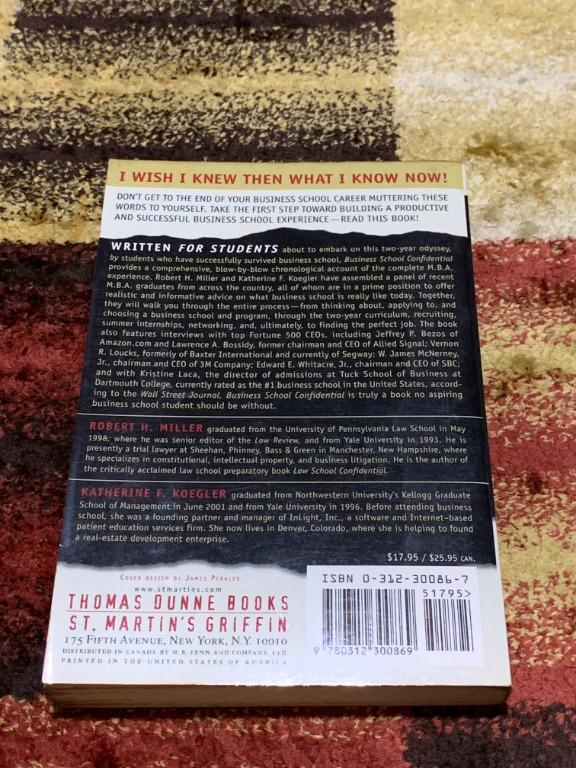 I WISH I KNEW THEN WHAT I KNOW NOW!
DON'T GET TO THE END OF YOUR BUSINESS SCHOOL CAREER MUTTERING THESE
WORDS TO YOURSELF. TAKE THE FIRST STEP TOWARD BUILDING A PRODUCTIVE
AND SUCCESSFUL BUSINESS SCHOOL EXPERIENCE—READ THIS BOOK!
WRITTEN FOR STUDENTS about to embark on this two-year odyssey,
by students who have successfully survived business school, Business School Confidential
provides a comprehensive, blow-by-blow chronological account of the complete M.B.A.
experience. Robert H. Miller and Katherine F. Koegler have assembled a panel of recent
M.B.A. graduates from across the country, all of whom are in a prime position to offer
realistic and informative advice on what business school is really like today. Together,
they will walk you through the entire process—from thinking about, applying to, and
choosing a business school and program, through the two-year curriculum, recruiting,
summer internships, networking, and, ultimately, to finding the perfect job. The book
also features interviews with top Fortune 500 CEOs, including Jeffrey P. Bezos of
Amazon.com and Lawrence A. Bossidy, former chairman and CEO of Allied Signal; Vernon
R. Loucks, formerly of Baxter International and currently of Segway; W. James McNerney,
Jr., chairman and CEO of 3M Company; Edward E. Whitacre, Jr., chairman and CEO of SBC;
and with Kristine Laca, the director of admissions at Tuck School of Business at
Dartmouth College, currently rated as the #1 business school in the United States, accord-
ing to the Wall Street Journal. Business School Confidential is truly a book no aspiring
business school student should be without.
ROBERT H. MILLER graduated from the University of Pennsylvania Law School in May
1998, where he was senior editor of the Law Review, and from Yale University in 1993. He is
presently a trial lawyer at Sheehan, Phinney, Bass & Green in Manchester, New Hampshire, where
he specializes in constitutional, intellectual property, and business litigation. He is the author of
the critically acclaimed law school preparatory book Law School Confidential.
KATHERINE F. KOEGLER graduated from Northwestern University's Kellogg Graduate
School of Management in June 2001 and from Yale University in 1996. Before attending business
school, she was a founding partner and manager of InLight, Inc., a software and Internet-based
patient education services firm. She now lives in Denver, Colorado, where she is helping to found
a real-estate development enterprise.
$17.95 / $25.95 CAN.
COVER DESIGN BY JAMES PERALES
www.stmartins.com
THOMAS DUNNE BOOKS
ST. MARTIN'S GRIFFIN
175 FIFTH AVENUE, NEW YORK, N.Y. 10010
DISTRIBUTED IN CANADA BY H. B. FENN AND COMPANY, LTD
PRINTED IN THE UNITED STATES OF AMERICA
ISBN 0-312-30086-7
51795>
9 780312 300869